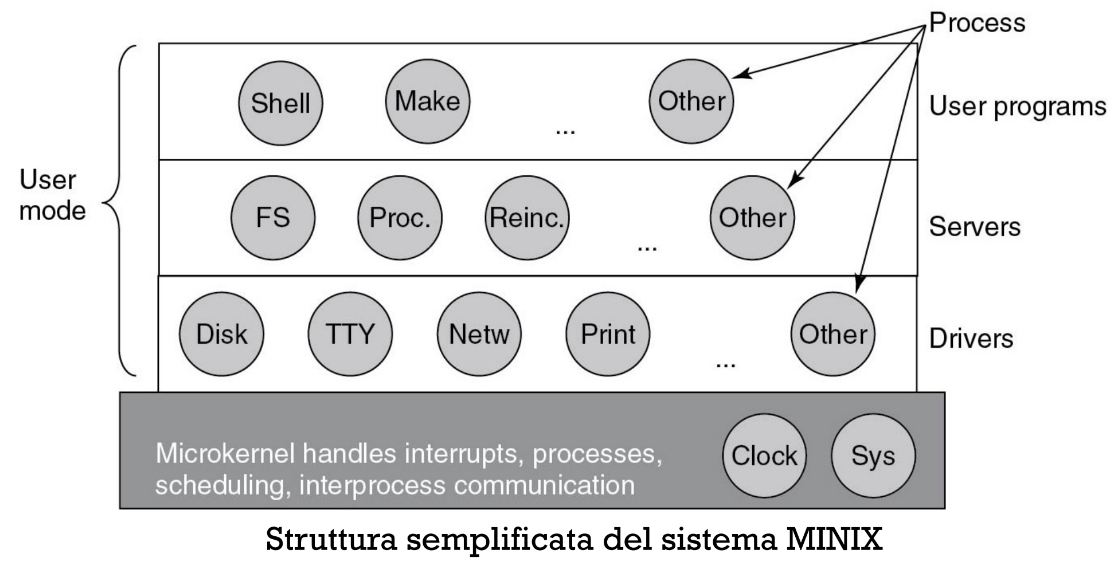 Process
Shell
Make
...
Other
User programs
User
mode
FS
Proc.
Reinc.
...
Other
Servers
Disk
TTY
Netw
Print
...
Other
Drivers
Microkernel handles interrupts, processes,
scheduling, interprocess communication
Clock
Sys
Struttura semplificata del sistema MINIX